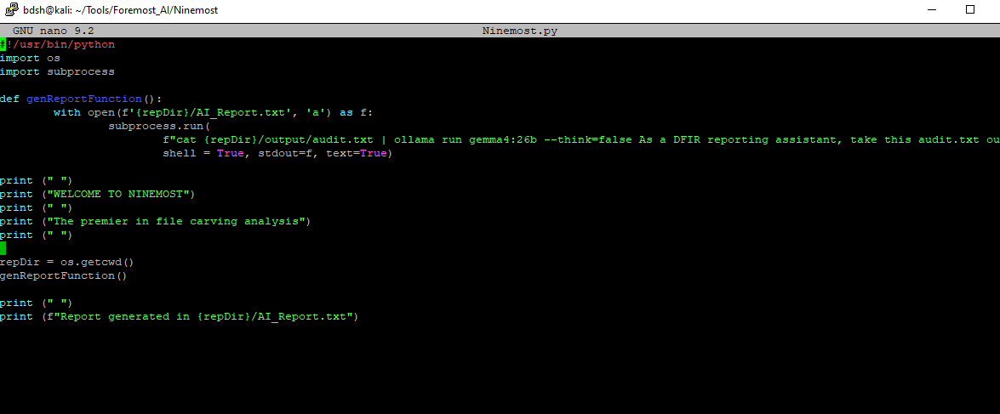 bdsh@kali: ~/Tools/Foremost_AI/Ninemost
GNU nano 9.2 Ninemost.py
#!/usr/bin/python
import os
import subprocess
def genReportFunction():
with open(f'{repDir}/AI_Report.txt', 'a') as f:
subprocess.run(
f"cat {repDir}/output/audit.txt | ollama run gemma4:26b --think=false As a DFIR reporting assistant, take this audit.txt ou
shell = True, stdout=f, text=True)
print (" ")
print ("WELCOME TO NINEMOST")
print (" ")
print ("The premier in file carving analysis")
print (" ")
repDir = os.getcwd()
genReportFunction()
print (" ")
print (f"Report generated in {repDir}/AI_Report.txt")